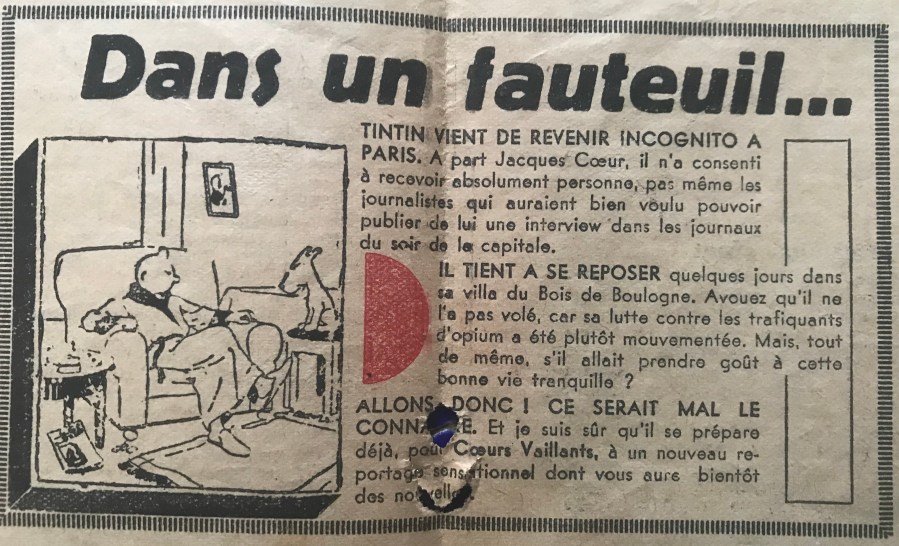 Dans un fauteuil...
TINTIN VIENT DE REVENIR INCOGNITO A
PARIS. A part Jacques Cœur, il n'a consenti
à recevoir absolument personne, pas même les
journalistes qui auraient bien voulu pouvoir
publier de lui une interview dans les journaux
du soir de la capitale.
IL TIENT A SE REPOSER quelques jours dans
sa villa du Bois de Boulogne. Avouez qu'il ne
l'a pas volé, car sa lutte contre les trafiquants
d'opium a été plutôt mouvementée. Mais, tout
de même, s'il allait prendre goût à cette
bonne vie tranquille ?
ALLONS DONC ! CE SERAIT MAL LE
Et je suis sûr qu'il se prépare
déjà, pour Cœurs Vaillants, à un nouveau re-
portage sensationnel dont vous aurs bientôt
des